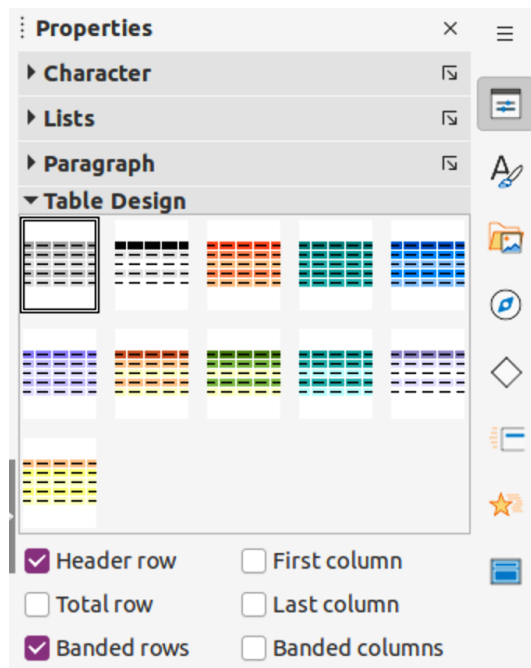 Properties
Character
Lists
Paragraph
Table Design
Header row First column
Total row Last column
Banded rows Banded columns